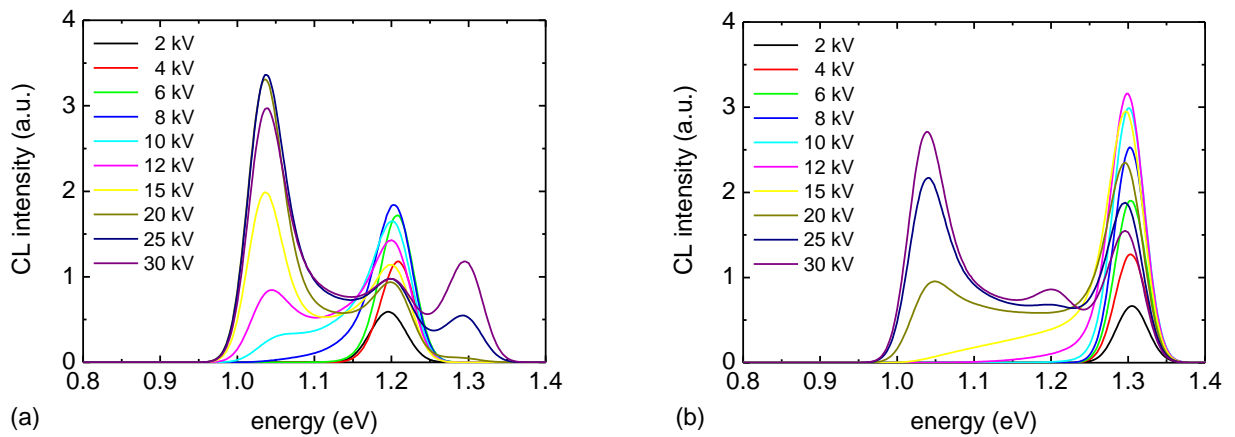 4
3
2
1
0
CL intensity (a.u.)
2 kV
4 kV
6 kV
8 kV
10 kV
12 kV
15 kV
20 kV
25 kV
30 kV
0.8 0.9 1.0 1.1 1.2 1.3 1.4
energy (eV)
(a)
4
3
2
1
0
CL intensity (a.u.)
2 kV
4 kV
6 kV
8 kV
10 kV
12 kV
15 kV
20 kV
25 kV
30 kV
0.8 0.9 1.0 1.1 1.2 1.3 1.4
energy (eV)
(b)